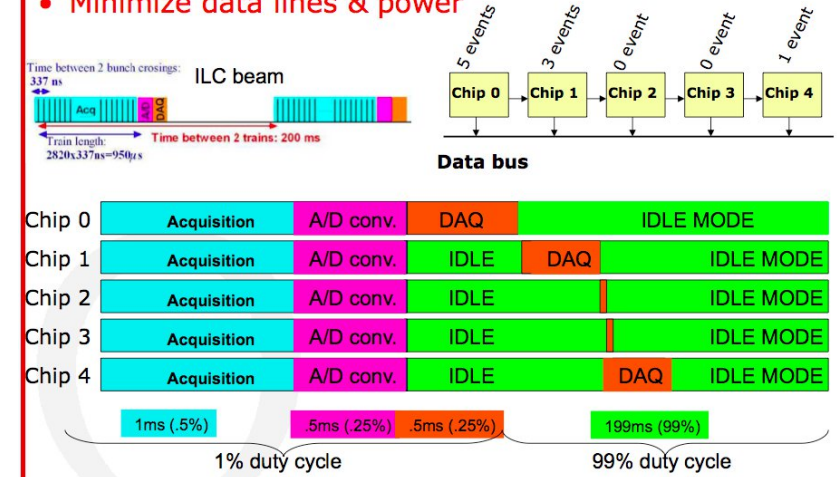 • Minimize data lines & power
Time between 2 bunch crosings:
337 ns
ILC beam
Acq
A/D
DAQ
Time between 2 trains: 200 ms
Train length:
2820x337ns=950µs
5 events
3 events
0 event
0 event
1 event
Chip 0
Chip 1
Chip 2
Chip 3
Chip 4
Data bus
Chip 0 Acquisition A/D conv. DAQ IDLE MODE
Chip 1 Acquisition A/D conv. IDLE DAQ IDLE MODE
Chip 2 Acquisition A/D conv. IDLE IDLE MODE
Chip 3 Acquisition A/D conv. IDLE IDLE MODE
Chip 4 Acquisition A/D conv. IDLE DAQ IDLE MODE
1ms (.5%) .5ms (.25%) .5ms (.25%) 199ms (99%)
1% duty cycle 99% duty cycle